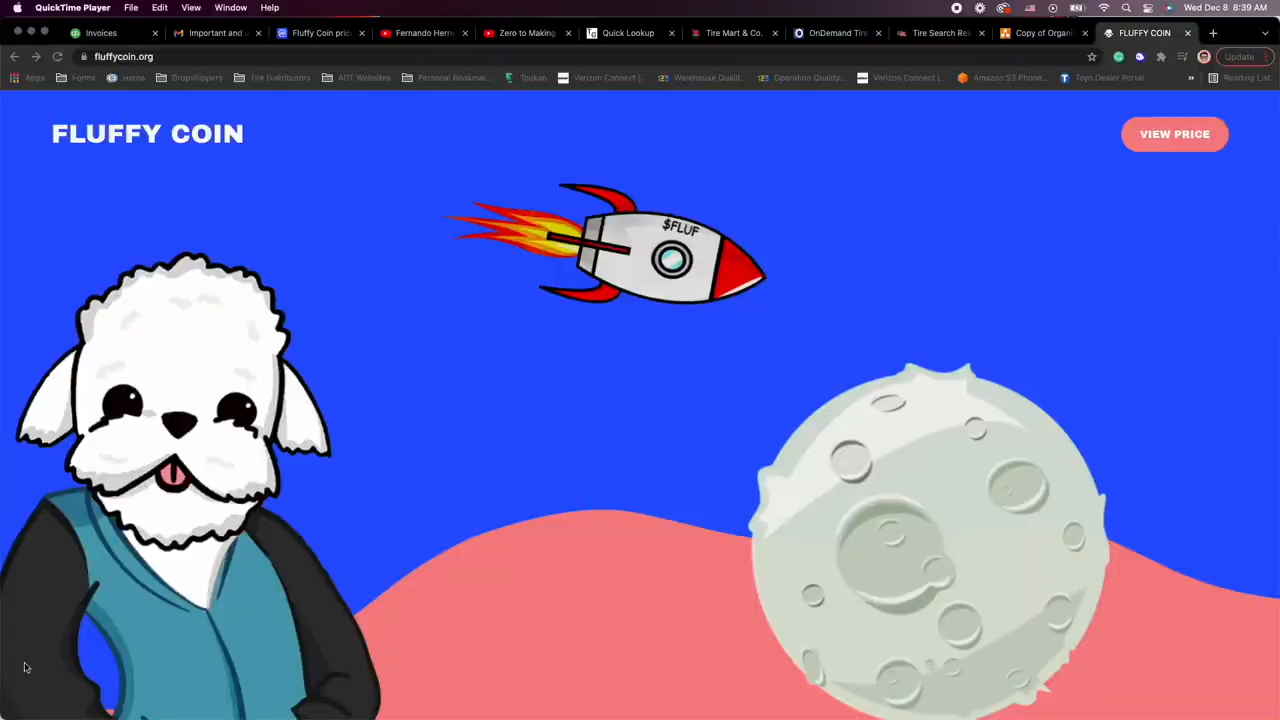 QuickTime Player File Edit View Window Help Wed Dec 8 8:39 AM
Invoices Important and u Fluffy Coin pric Fernando Herre Zero to Making Quick Lookup Tire Mart & Co. OnDemand Tire Tire Search Res Copy of Organi FLUFFY COIN
fluffycoin.org Update
Apps Forms Home DropShippers Tire Distributors ADT Websites Personal Bookmar... Verizon Connect |... Warehouse Qualit... Operation Quality... Verizon Connect |... Amazon S3 Phone... Toyo Dealer Portal... » Reading List
FLUFFY COIN
VIEW PRICE
$FLUF